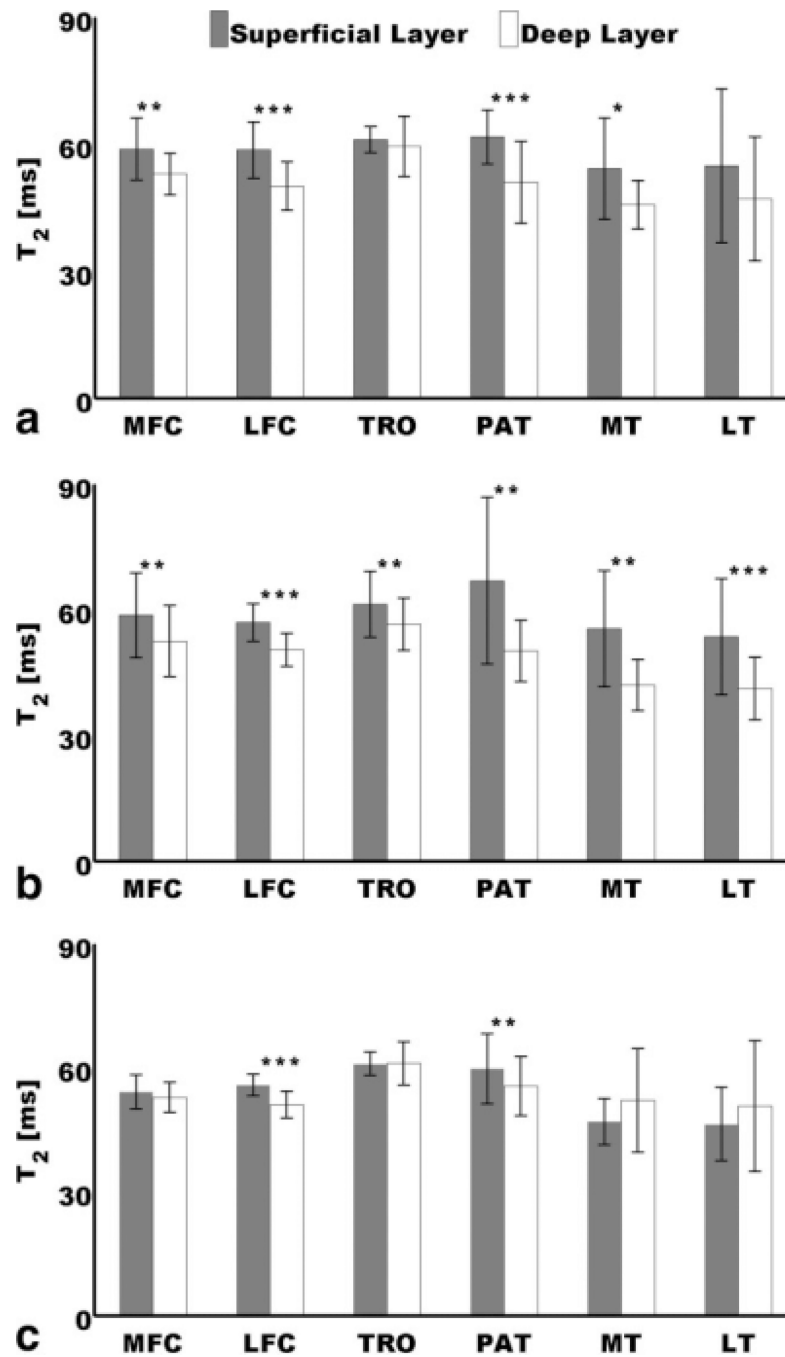 90
Superficial Layer Deep Layer
** *** *** *
60
T2 [ms]
30
0
a
MFC LFC TRO PAT MT LT
90
** *** ** ** ** ***
60
T2 [ms]
30
0
b
MFC LFC TRO PAT MT LT
90
*** **
60
T2 [ms]
30
0
c
MFC LFC TRO PAT MT LT